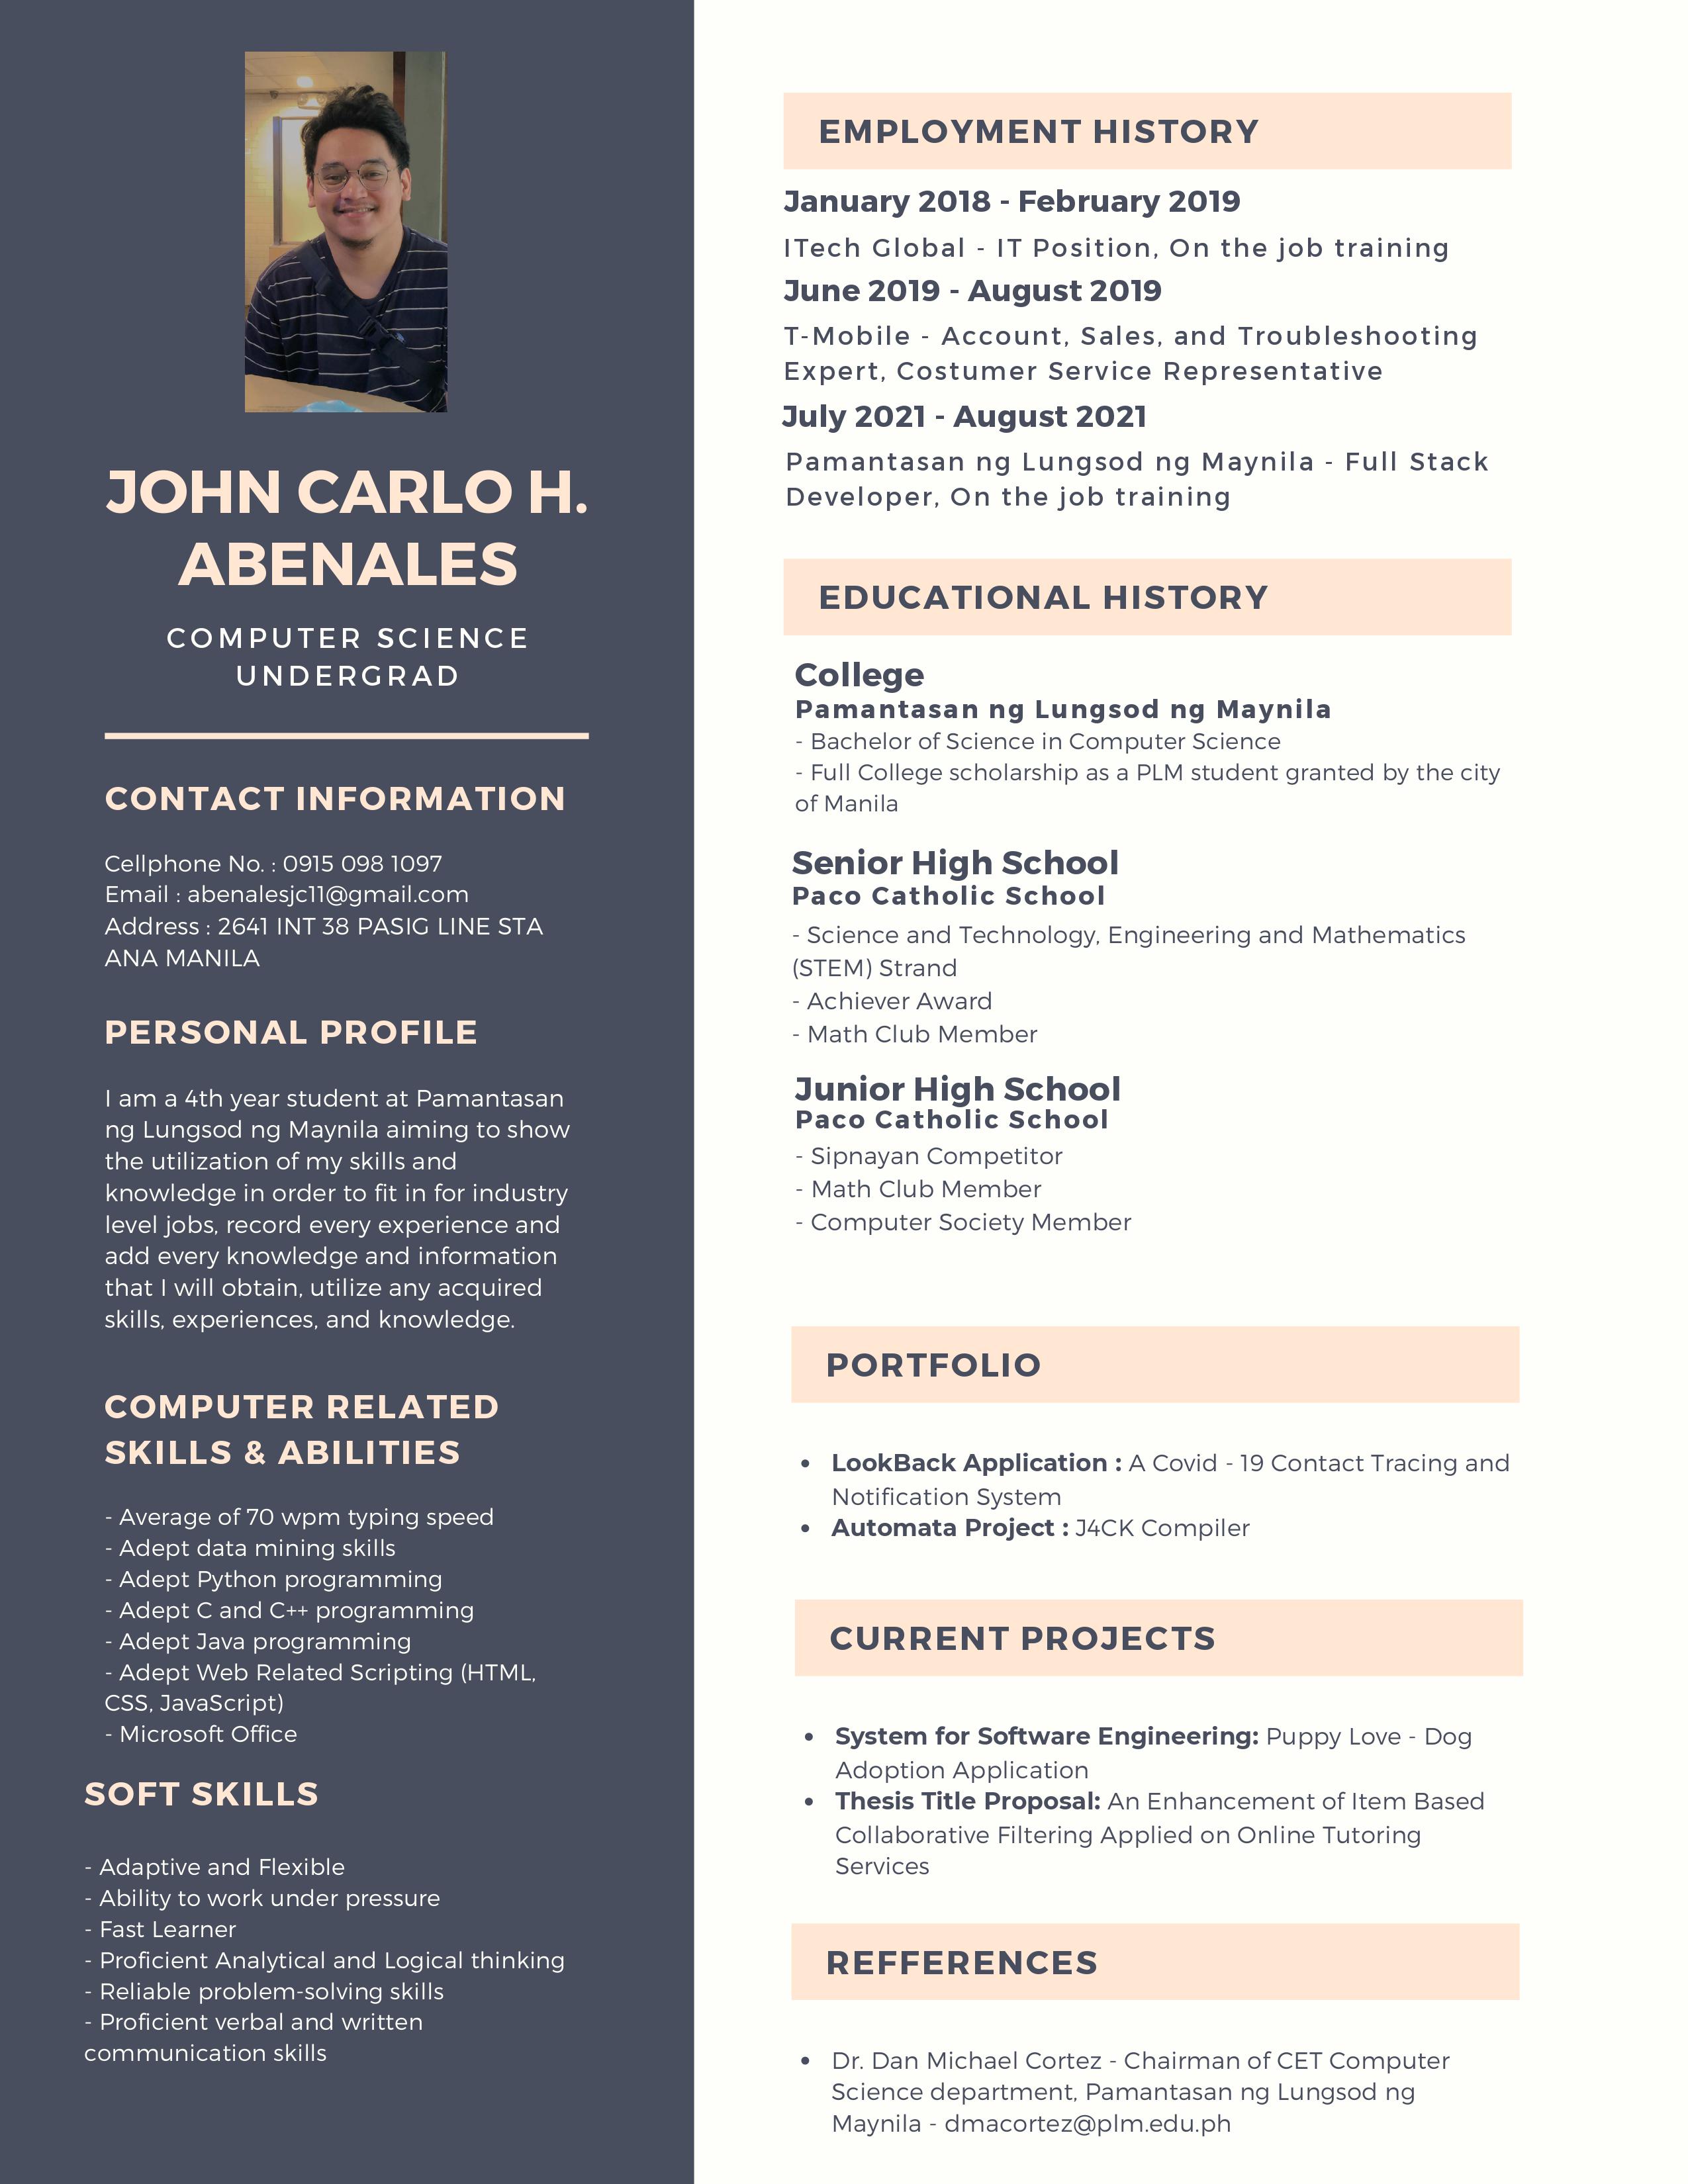 JOHN CARLO H.
ABENALES
COMPUTER SCIENCE
UNDERGRAD
CONTACT INFORMATION
Cellphone No. : 0915 098 1097
Email : abenalesjc11@gmail.com
Address : 2641 INT 38 PASIG LINE STA
ANA MANILA
PERSONAL PROFILE
I am a 4th year student at Pamantasan
ng Lungsod ng Maynila aiming to show
the utilization of my skills and
knowledge in order to fit in for industry
level jobs, record every experience and
add every knowledge and information
that I will obtain, utilize any acquired
skills, experiences, and knowledge.
COMPUTER RELATED
SKILLS & ABILITIES
- Average of 70 wpm typing speed
- Adept data mining skills
- Adept Python programming
- Adept C and C++ programming
- Adept Java programming
- Adept Web Related Scripting (HTML,
CSS, JavaScript)
- Microsoft Office
SOFT SKILLS
- Adaptive and Flexible
- Ability to work under pressure
- Fast Learner
- Proficient Analytical and Logical thinking
- Reliable problem-solving skills
- Proficient verbal and written
communication skills
EMPLOYMENT HISTORY
January 2018 - February 2019
ITech Global - IT Position, On the job training
June 2019 - August 2019
T-Mobile - Account, Sales, and Troubleshooting
Expert, Costumer Service Representative
July 2021 - August 2021
Pamantasan ng Lungsod ng Maynila - Full Stack
Developer, On the job training
EDUCATIONAL HISTORY
College
Pamantasan ng Lungsod ng Maynila
- Bachelor of Science in Computer Science
- Full College scholarship as a PLM student granted by the city
of Manila
Senior High School
Paco Catholic School
- Science and Technology, Engineering and Mathematics
(STEM) Strand
- Achiever Award
- Math Club Member
Junior High School
Paco Catholic School
- Sipnayan Competitor
- Math Club Member
- Computer Society Member
PORTFOLIO
• LookBack Application : A Covid - 19 Contact Tracing and
Notification System
• Automata Project : J4CK Compiler
CURRENT PROJECTS
• System for Software Engineering: Puppy Love - Dog
Adoption Application
• Thesis Title Proposal: An Enhancement of Item Based
Collaborative Filtering Applied on Online Tutoring
Services
REFFERENCES
• Dr. Dan Michael Cortez - Chairman of CET Computer
Science department, Pamantasan ng Lungsod ng
Maynila - dmacortez@plm.edu.ph